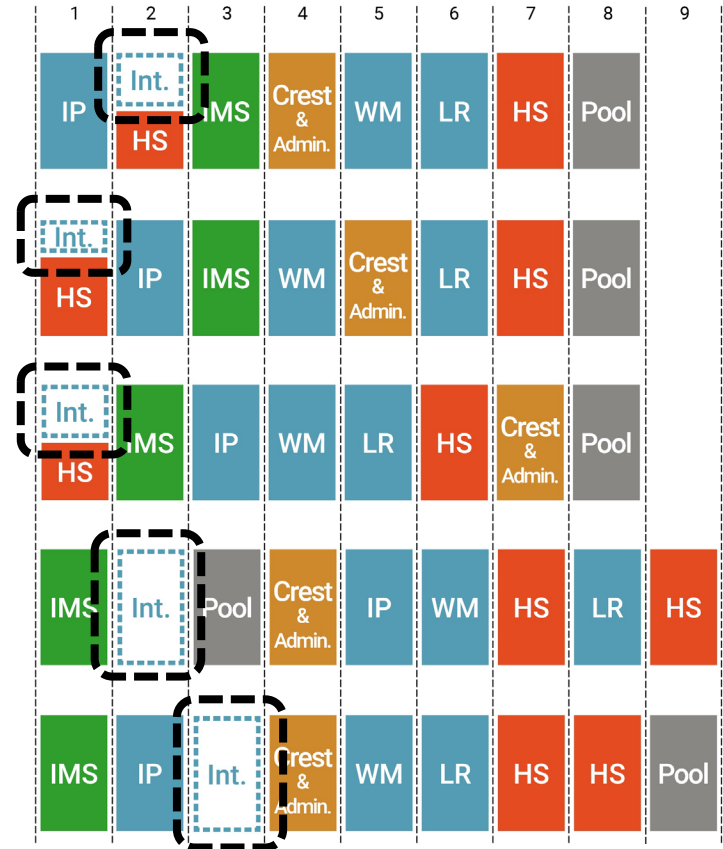 1 2 3 4 5 6 7 8 9
IP
Int.
HS
IMS
Crest
&
Admin.
WM
LR
HS
Pool
Int.
HS
IP
IMS
WM
Crest
&
Admin.
LR
HS
Pool
Int.
HS
IMS
IP
WM
LR
HS
Crest
&
Admin.
Pool
IMS
Int.
Pool
Crest
&
Admin.
IP
WM
HS
LR
HS
IMS
IP
Int.
Crest
&
Admin.
WM
LR
HS
HS
Pool